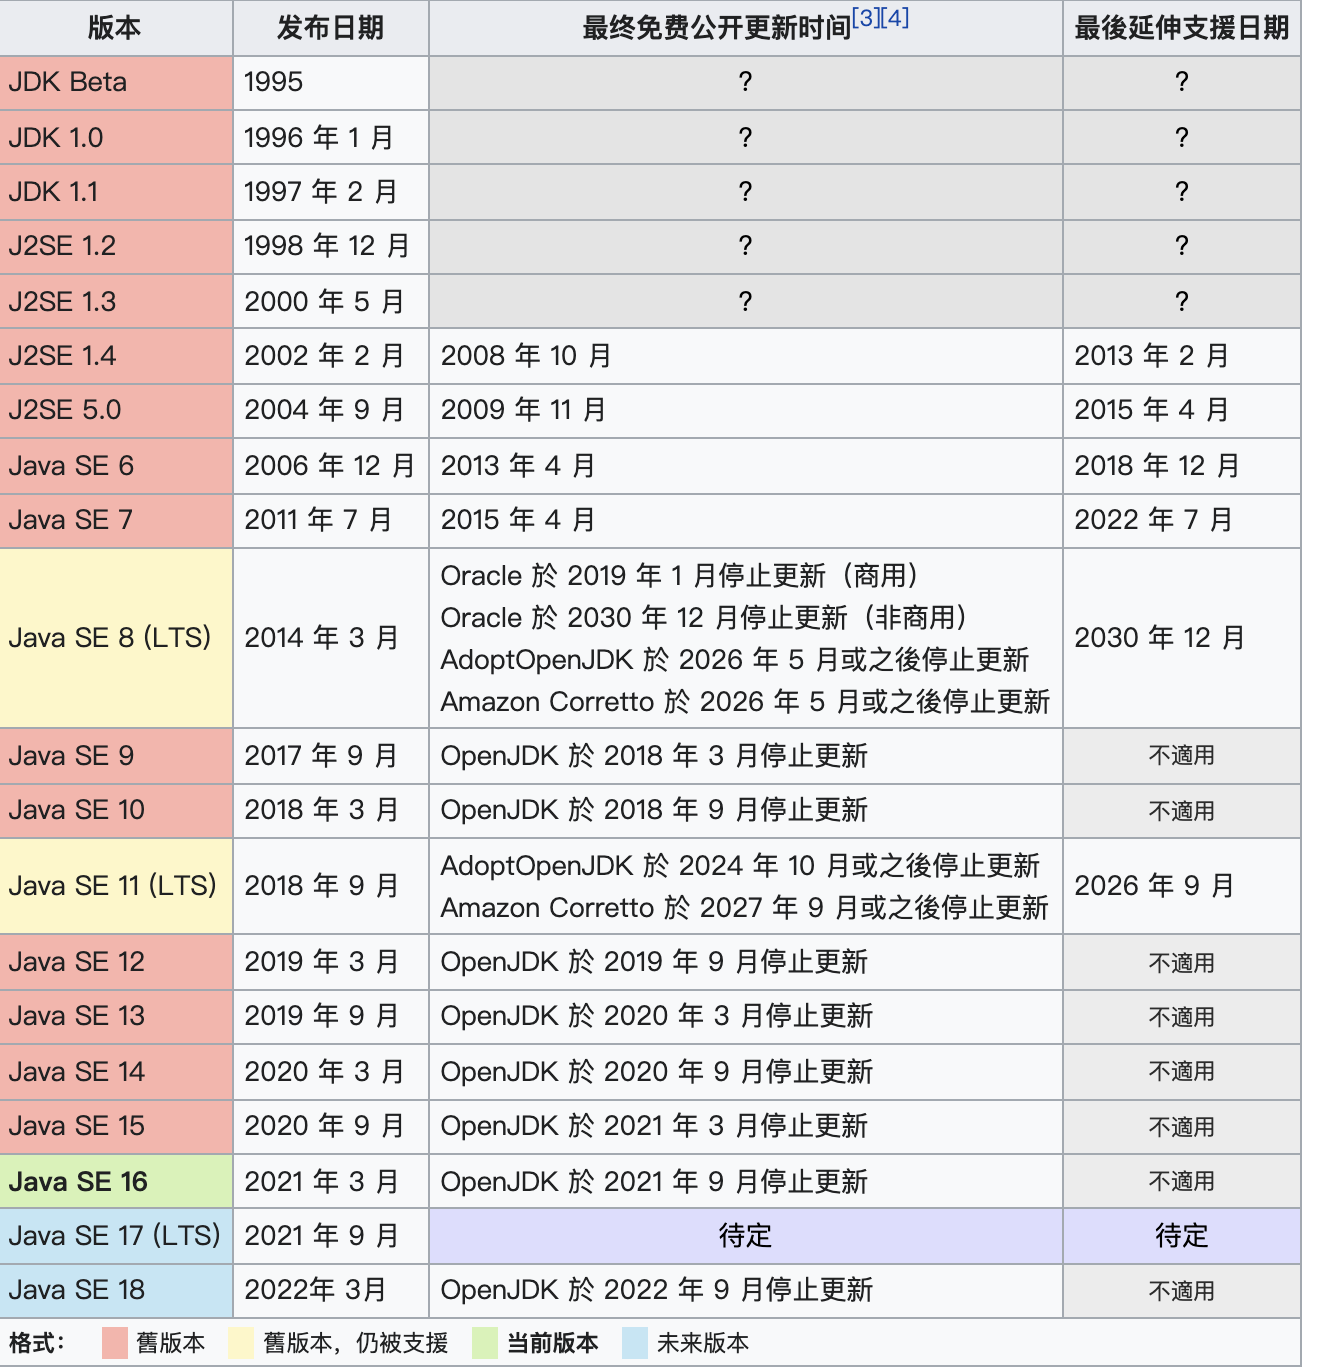 版本 发布日期 最终免费公开更新时间[3][4] 最後延伸支援日期
JDK Beta 1995 ? ?
JDK 1.0 1996 年 1 月 ? ?
JDK 1.1 1997 年 2 月 ? ?
J2SE 1.2 1998 年 12 月 ? ?
J2SE 1.3 2000 年 5 月 ? ?
J2SE 1.4 2002 年 2 月 2008 年 10 月 2013 年 2 月
J2SE 5.0 2004 年 9 月 2009 年 11 月 2015 年 4 月
Java SE 6 2006 年 12 月 2013 年 4 月 2018 年 12 月
Java SE 7 2011 年 7 月 2015 年 4 月 2022 年 7 月
Java SE 8 (LTS) 2014 年 3 月
Oracle 於 2019 年 1 月停止更新（商用）
Oracle 於 2030 年 12 月停止更新（非商用）
AdoptOpenJDK 於 2026 年 5 月或之後停止更新
Amazon Corretto 於 2026 年 5 月或之後停止更新
2030 年 12 月
Java SE 9 2017 年 9 月 OpenJDK 於 2018 年 3 月停止更新 不適用
Java SE 10 2018 年 3 月 OpenJDK 於 2018 年 9 月停止更新 不適用
Java SE 11 (LTS) 2018 年 9 月
AdoptOpenJDK 於 2024 年 10 月或之後停止更新
Amazon Corretto 於 2027 年 9 月或之後停止更新
2026 年 9 月
Java SE 12 2019 年 3 月 OpenJDK 於 2019 年 9 月停止更新 不適用
Java SE 13 2019 年 9 月 OpenJDK 於 2020 年 3 月停止更新 不適用
Java SE 14 2020 年 3 月 OpenJDK 於 2020 年 9 月停止更新 不適用
Java SE 15 2020 年 9 月 OpenJDK 於 2021 年 3 月停止更新 不適用
Java SE 16 2021 年 3 月 OpenJDK 於 2021 年 9 月停止更新 不適用
Java SE 17 (LTS) 2021 年 9 月 待定 待定
Java SE 18 2022年 3月 OpenJDK 於 2022 年 9 月停止更新 不適用
格式： 舊版本 舊版本，仍被支援 当前版本 未来版本